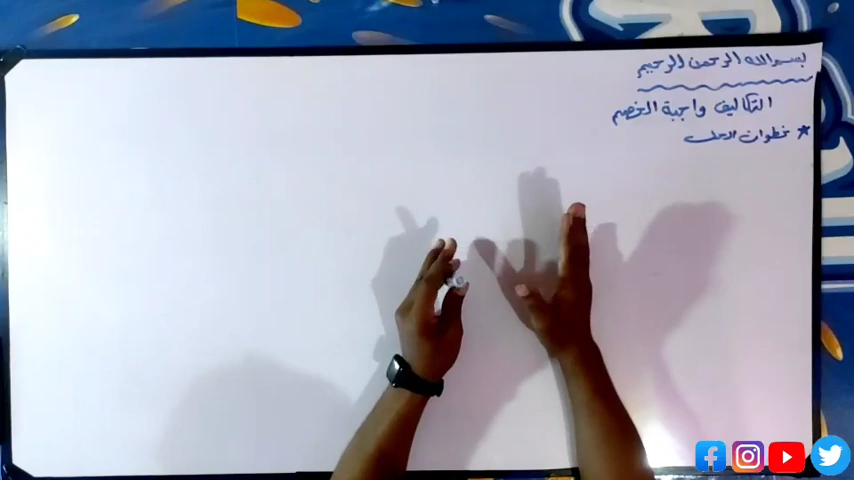 بسم الله الرحمن الرحيم
التكاليف واجبة الخصم
* خطوات الحل